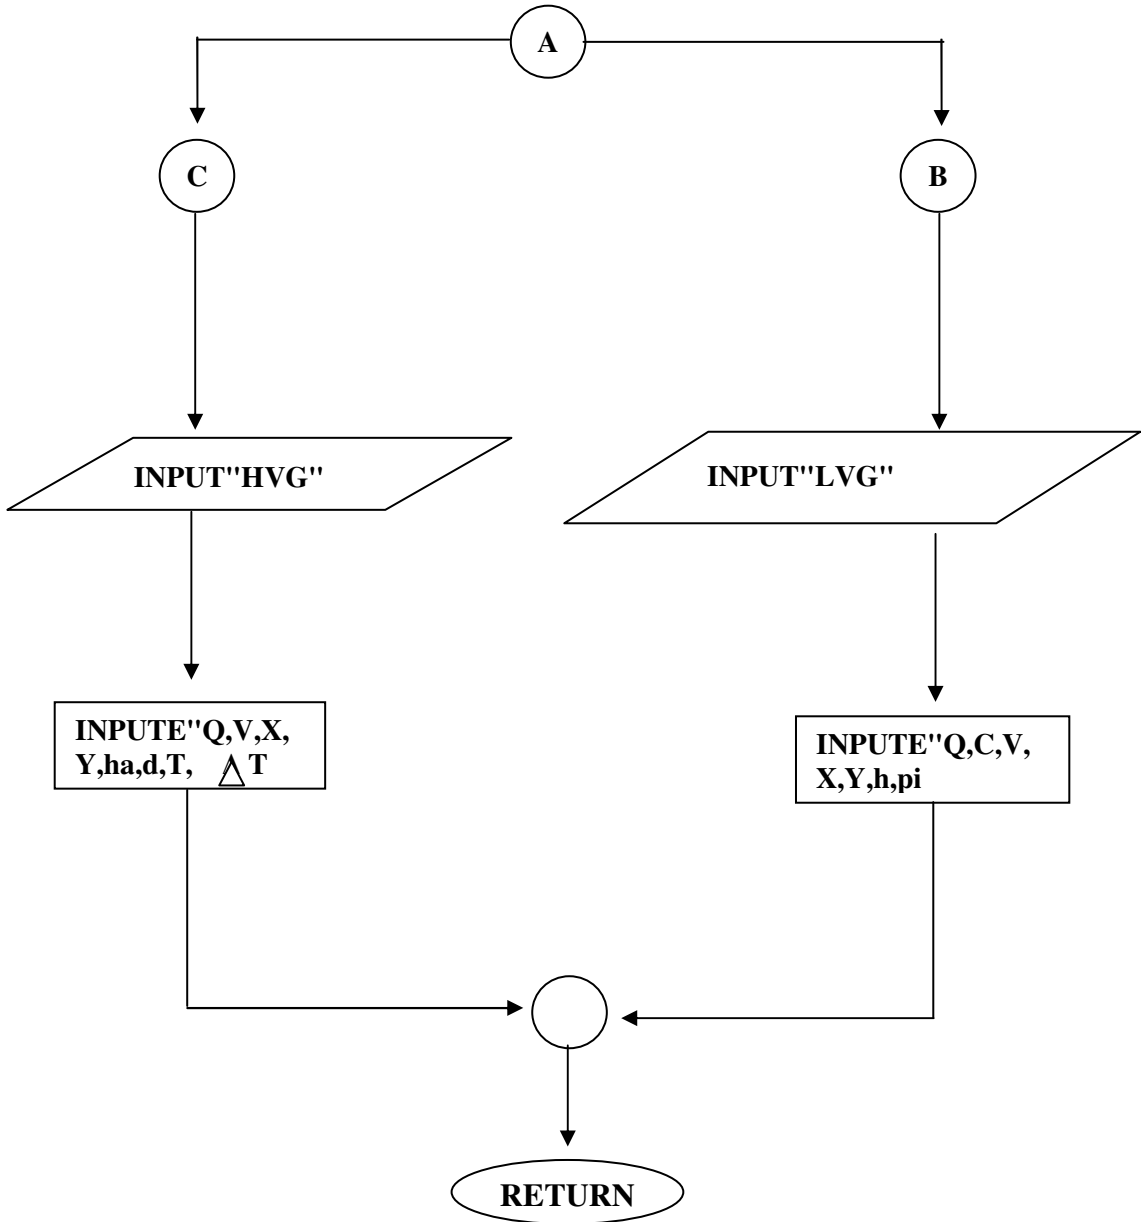 A
C
B
INPUT"HVG"
INPUT"LVG"
INPUTE"Q,V,X,
Y,ha,d,T, △ T
INPUTE"Q,C,V,
X,Y,h,pi
RETURN